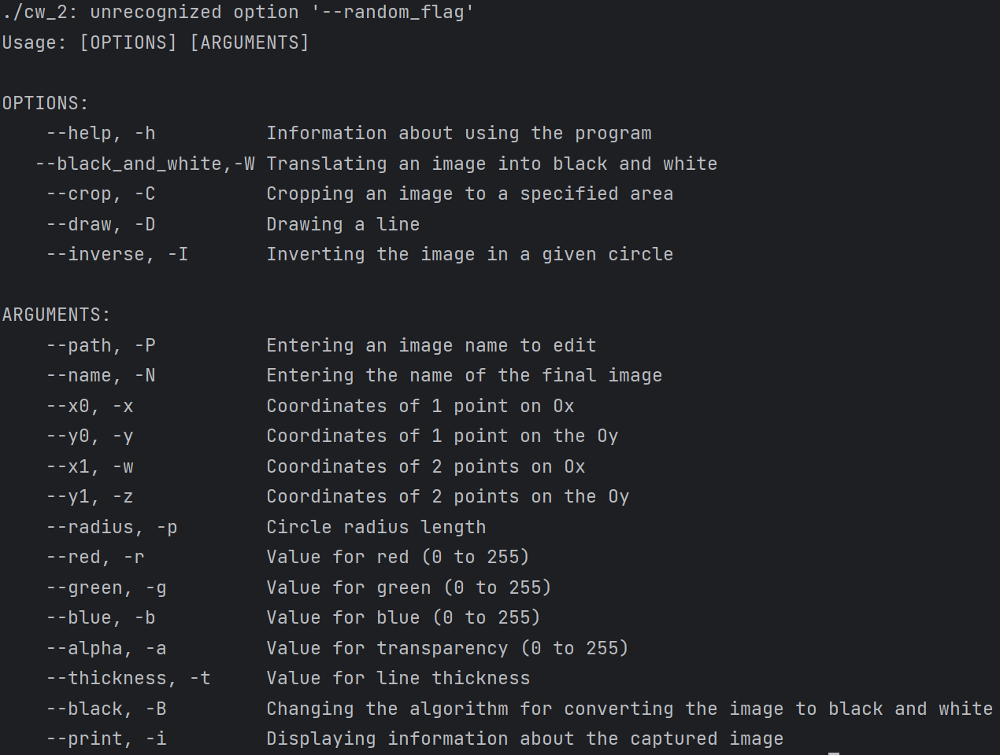 ./cw_2: unrecognized option '--random_flag'
Usage: [OPTIONS] [ARGUMENTS]

OPTIONS:
    --help, -h          Information about using the program
   --black_and_white,-W Translating an image into black and white
    --crop, -C          Cropping an image to a specified area
    --draw, -D          Drawing a line
    --inverse, -I       Inverting the image in a given circle

ARGUMENTS:
    --path, -P          Entering an image name to edit
    --name, -N          Entering the name of the final image
    --x0, -x            Coordinates of 1 point on Ox
    --y0, -y            Coordinates of 1 point on the Oy
    --x1, -w            Coordinates of 2 points on Ox
    --y1, -z            Coordinates of 2 points on the Oy
    --radius, -p        Circle radius length
    --red, -r           Value for red (0 to 255)
    --green, -g         Value for green (0 to 255)
    --blue, -b          Value for blue (0 to 255)
    --alpha, -a         Value for transparency (0 to 255)
    --thickness, -t     Value for line thickness
    --black, -B         Changing the algorithm for converting the image to black and white
    --print, -i         Displaying information about the captured image